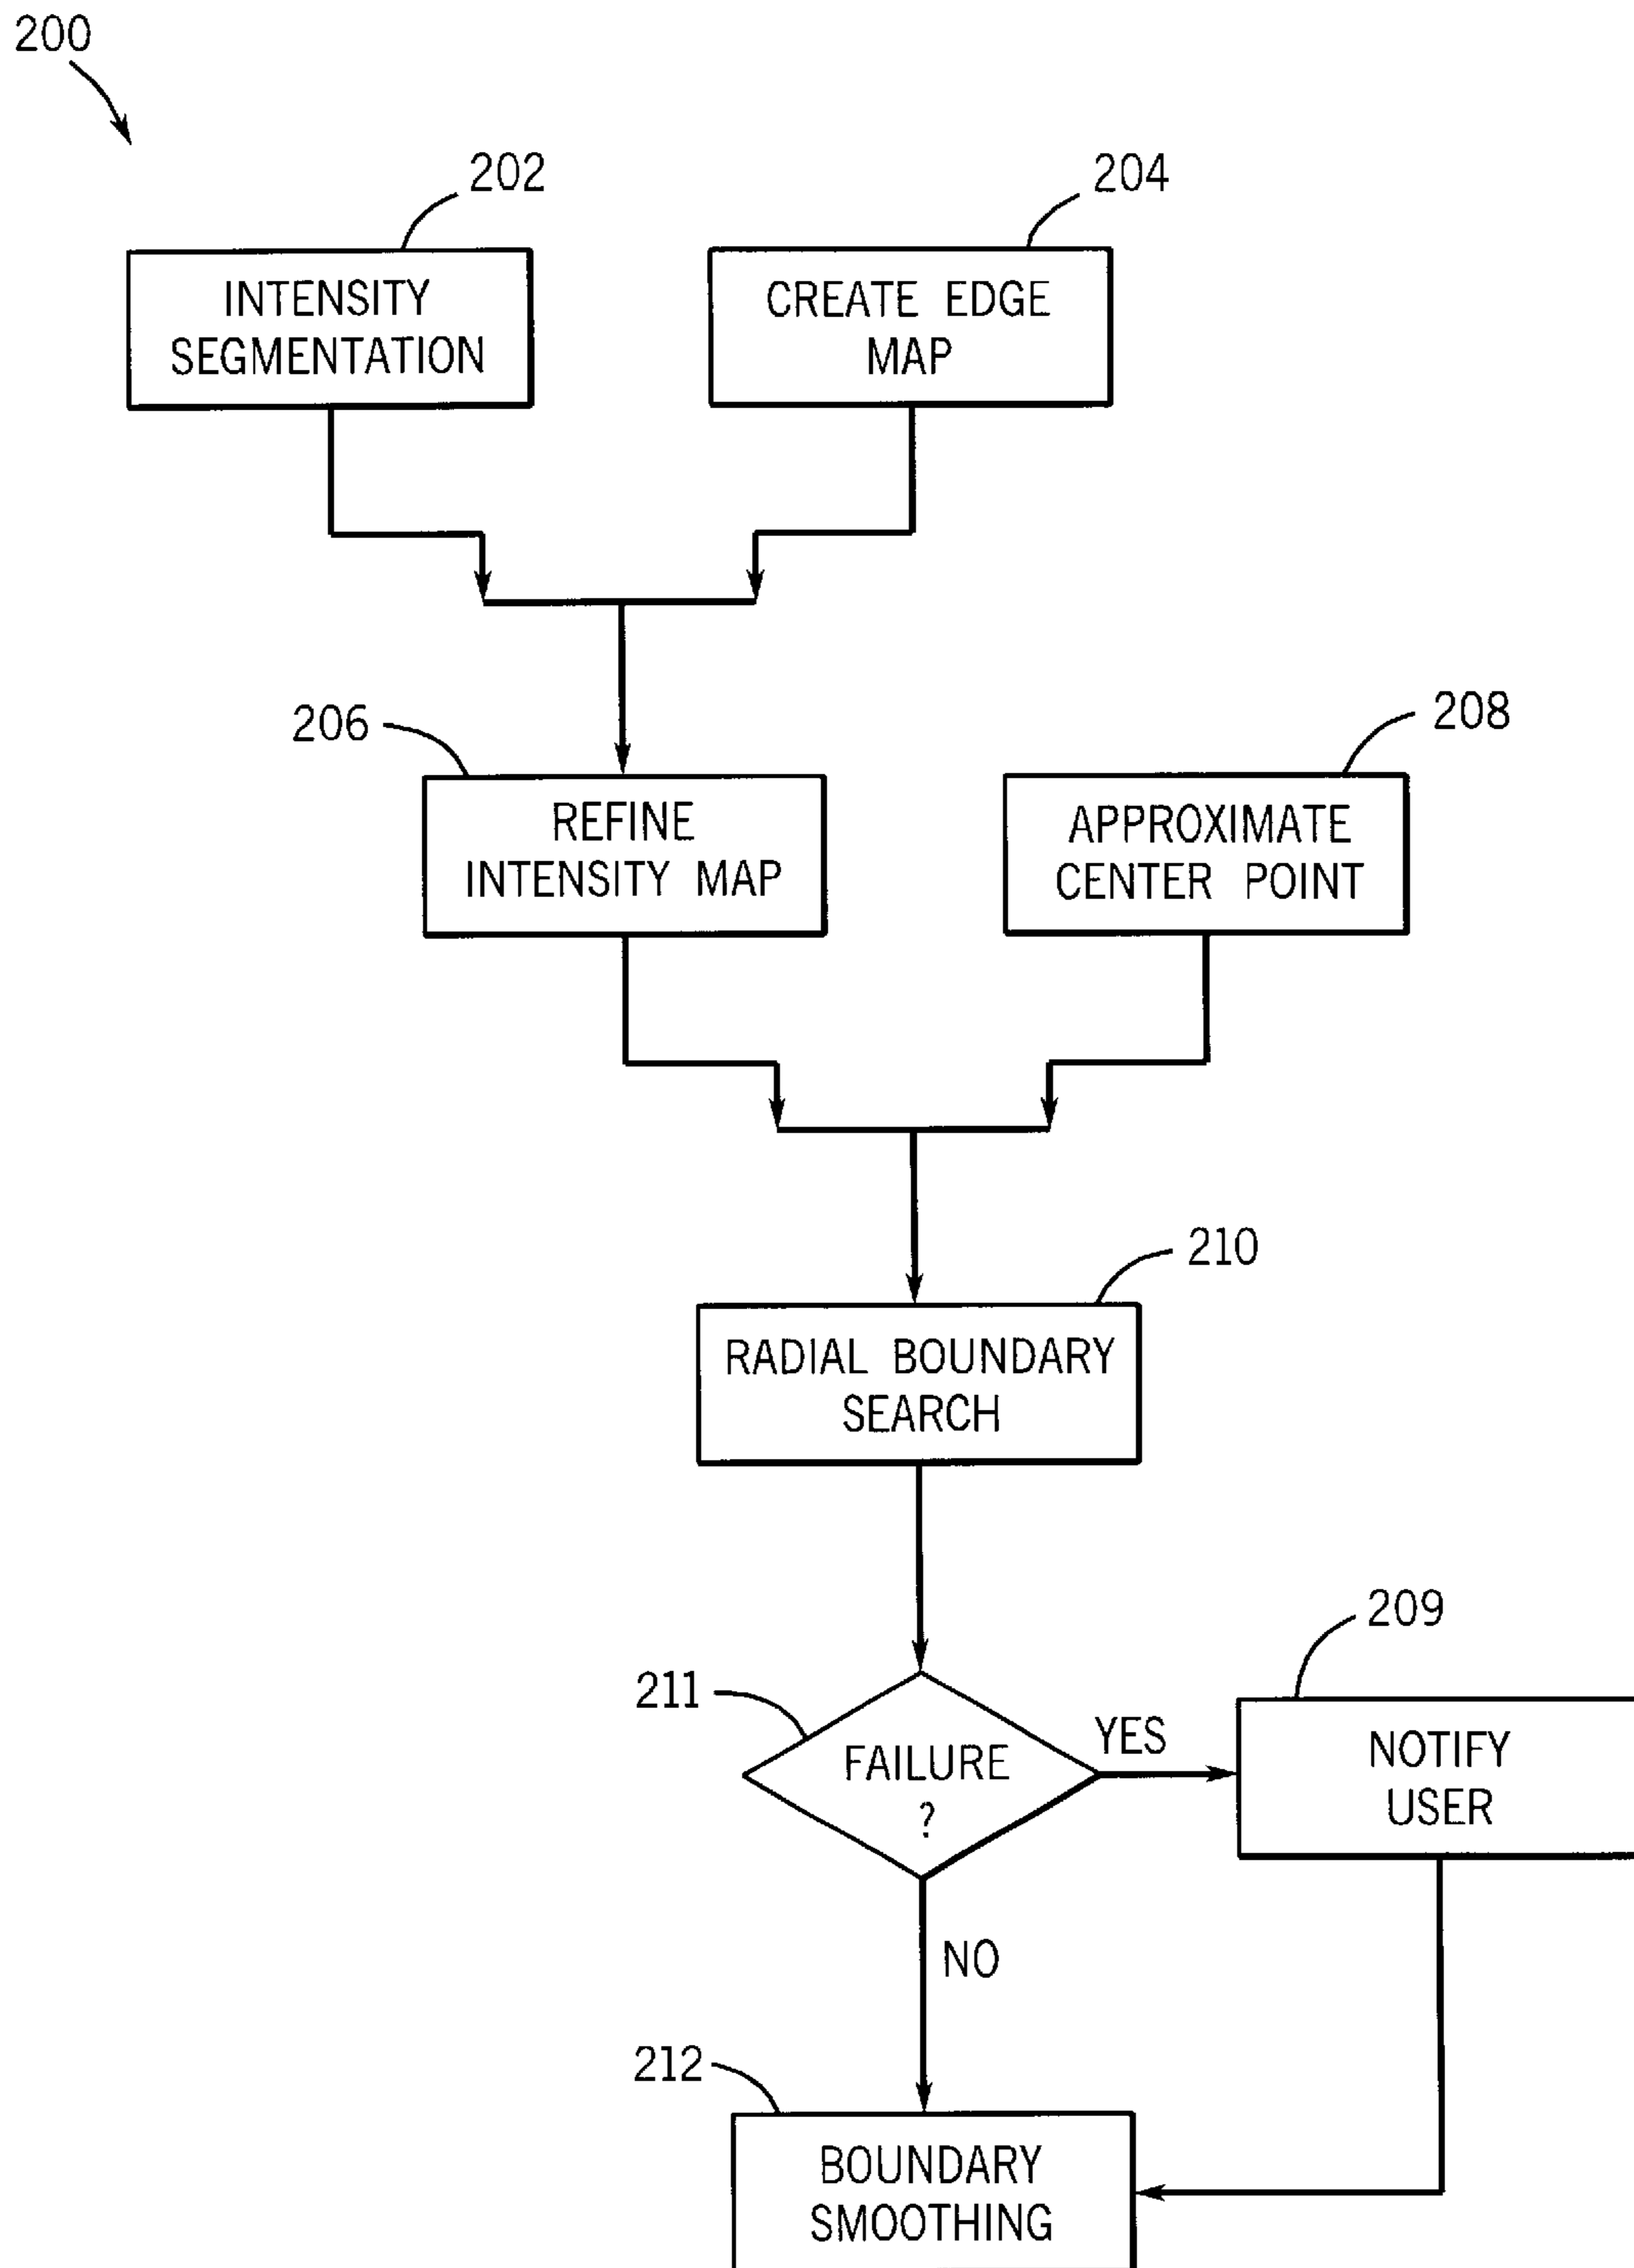 200
202
204
INTENSITY
SEGMENTATION
CREATE EDGE
MAP
206
208
REFINE
INTENSITY MAP
APPROXIMATE
CENTER POINT
210
RADIAL BOUNDARY
SEARCH
209
211
FAILURE
?
YES
NOTIFY
USER
NO
212
BOUNDARY
SMOOTHING